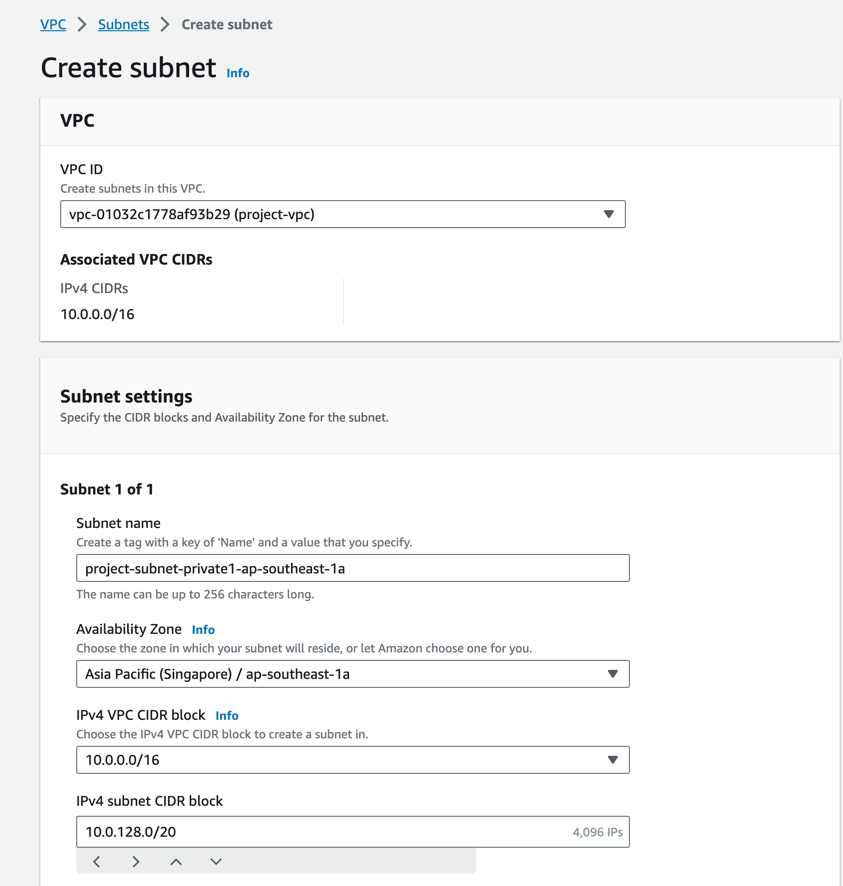 VPC > Subnets > Create subnet
Create subnet Info
VPC
VPC ID
Create subnets in this VPC.
vpc-01032c1778af93b29 (project-vpc)
Associated VPC CIDRs
IPv4 CIDRs
10.0.0.0/16
Subnet settings
Specify the CIDR blocks and Availability Zone for the subnet.
Subnet 1 of 1
Subnet name
Create a tag with a key of 'Name' and a value that you specify.
project-subnet-private1-ap-southeast-1a
The name can be up to 256 characters long.
Availability Zone Info
Choose the zone in which your subnet will reside, or let Amazon choose one for you.
Asia Pacific (Singapore) / ap-southeast-1a
IPv4 VPC CIDR block Info
Choose the IPv4 VPC CIDR block to create a subnet in.
10.0.0.0/16
IPv4 subnet CIDR block
10.0.128.0/20 4,096 IPs